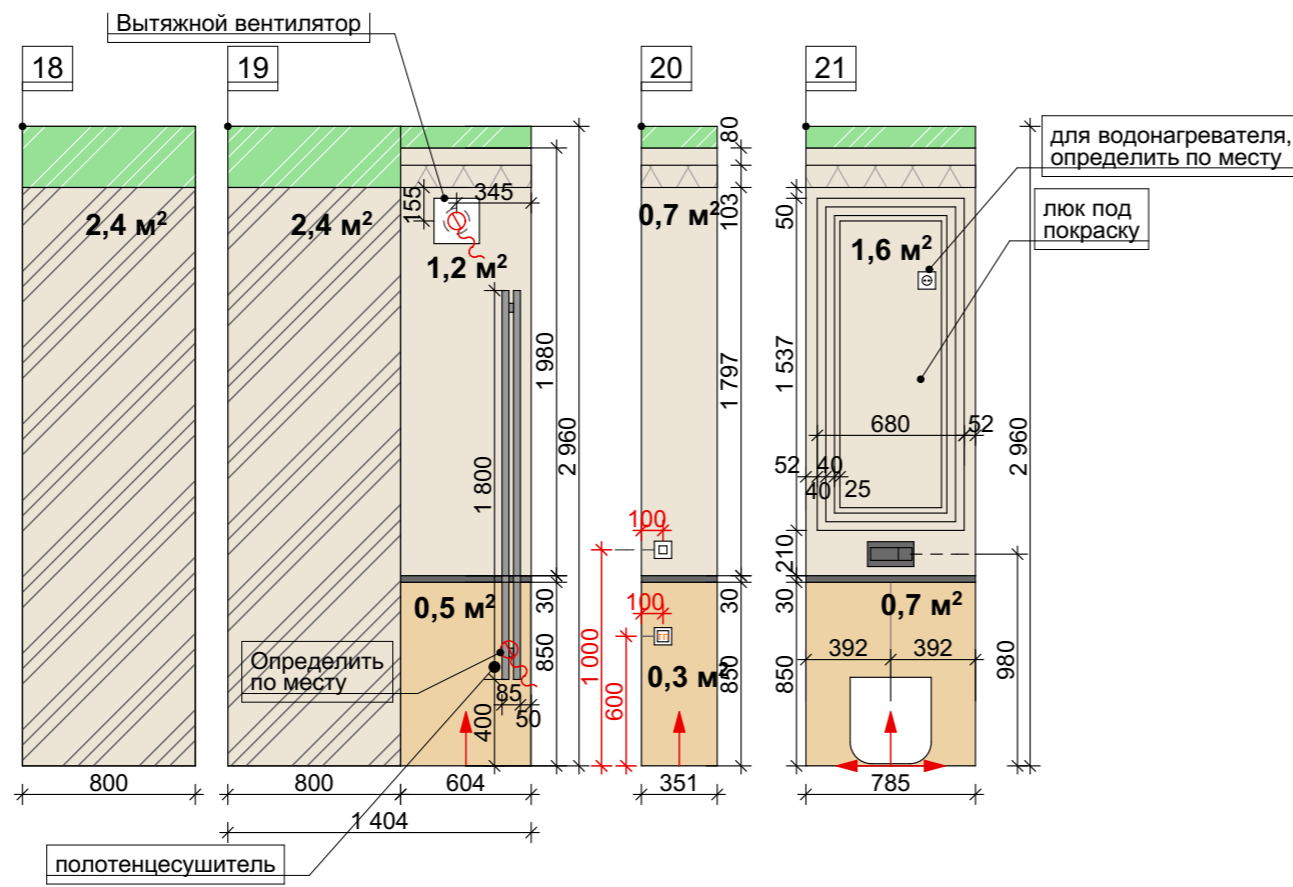 Вытяжной вентилятор
18
19
20
21
для водонагревателя,
определить по месту
люк под
покраску
2,4 м²
2,4 м²
1,2 м²
0,7 м²
1,6 м²
155
345
80
103
50
1 980
2 960
1 797
1 537
2 960
680
52
52
40
40
25
1 800
100
210
0,5 м²
30
850
1 000
100
600
30
850
0,3 м²
30
850
0,7 м²
392
392
980
Определить
по месту
85
50
400
800
800
604
1 404
351
785
полотенцесушитель